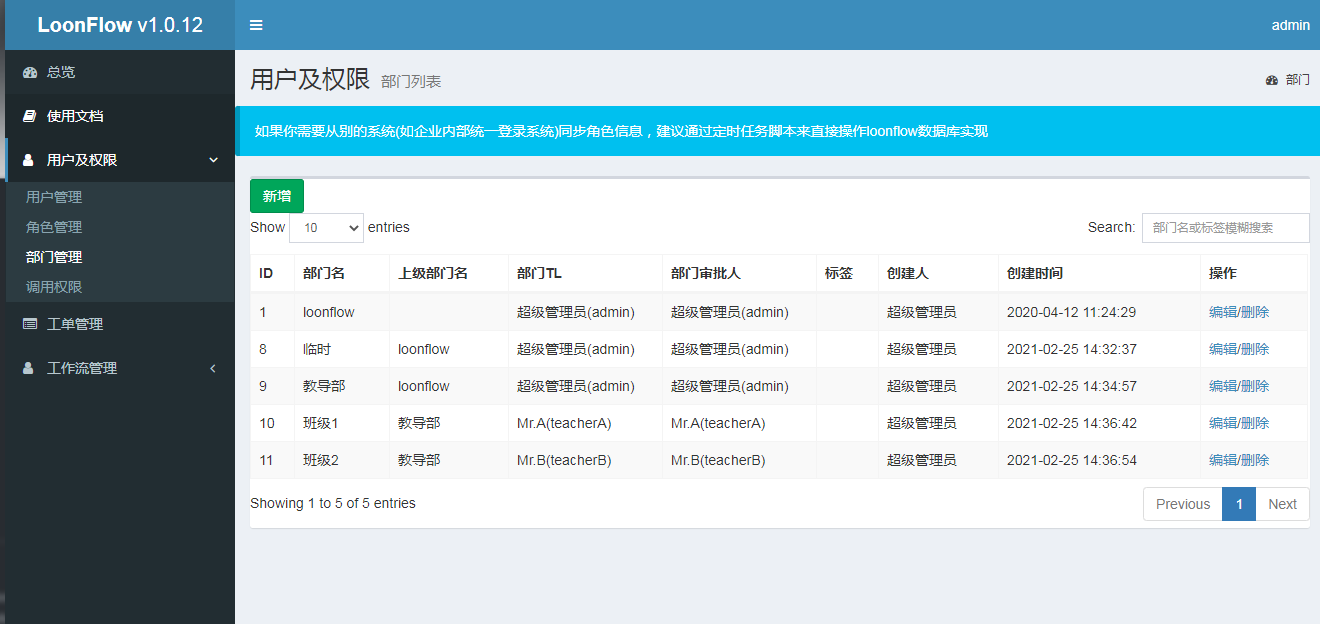 LoonFlow v1.0.12
admin
总览
使用文档
用户及权限
用户管理
角色管理
部门管理
调用权限
工单管理
工作流管理
用户及权限 部门列表
部门
如果你需要从别的系统(如企业内部统一登录系统)同步角色信息，建议通过定时任务脚本来直接操作loonflow数据库实现
新增
Show 10 entries
Search: 部门名或标签模糊搜索
ID 部门名 上级部门名 部门TL 部门审批人 标签 创建人 创建时间 操作
1 loonflow 超级管理员(admin) 超级管理员(admin) 超级管理员 2020-04-12 11:24:29 编辑/删除
8 临时 loonflow 超级管理员(admin) 超级管理员(admin) 超级管理员 2021-02-25 14:32:37 编辑/删除
9 教导部 loonflow 超级管理员(admin) 超级管理员(admin) 超级管理员 2021-02-25 14:34:57 编辑/删除
10 班级1 教导部 Mr.A(teacherA) Mr.A(teacherA) 超级管理员 2021-02-25 14:36:42 编辑/删除
11 班级2 教导部 Mr.B(teacherB) Mr.B(teacherB) 超级管理员 2021-02-25 14:36:54 编辑/删除
Showing 1 to 5 of 5 entries
Previous 1 Next